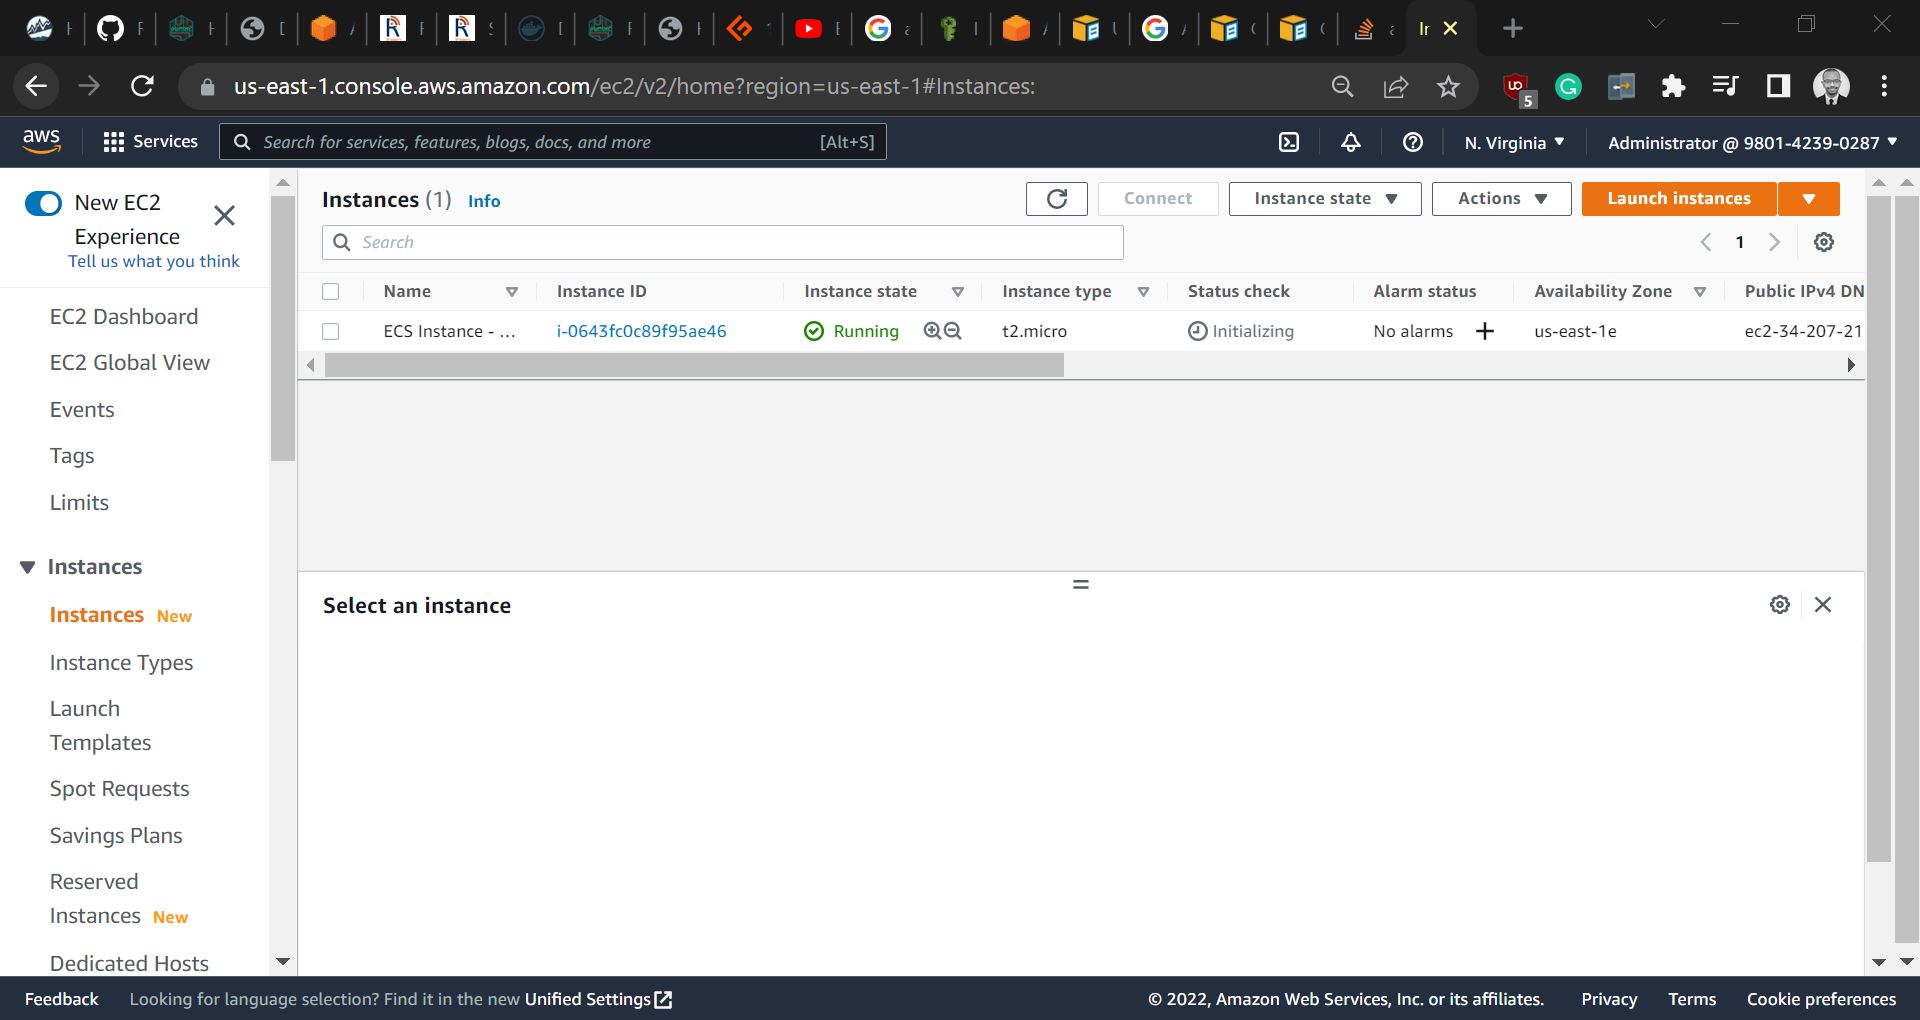 Ir
us-east-1.console.aws.amazon.com/ec2/v2/home?region=us-east-1#Instances:
5
aws
Services
Search for services, features, blogs, docs, and more
[Alt+S]
N. Virginia
Administrator @ 9801-4239-0287
New EC2
Experience
Tell us what you think
EC2 Dashboard
EC2 Global View
Events
Tags
Limits
Instances
Instances New
Instance Types
Launch
Templates
Spot Requests
Savings Plans
Reserved
Instances New
Dedicated Hosts
Instances (1) Info
Connect
Instance state
Actions
Launch instances
Search
1
Name Instance ID Instance state Instance type Status check Alarm status Availability Zone Public IPv4 DN
ECS Instance - ... i-0643fc0c89f95ae46 Running t2.micro Initializing No alarms + us-east-1e ec2-34-207-21
Select an instance
Feedback Looking for language selection? Find it in the new Unified Settings
© 2022, Amazon Web Services, Inc. or its affiliates. Privacy Terms Cookie preferences